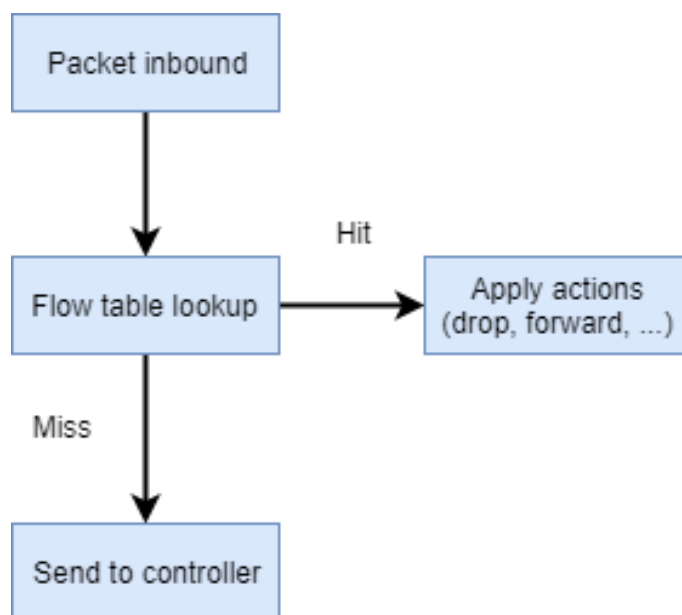 Packet inbound
Hit
Flow table lookup
Apply actions
(drop, forward, ...)
Miss
Send to controller